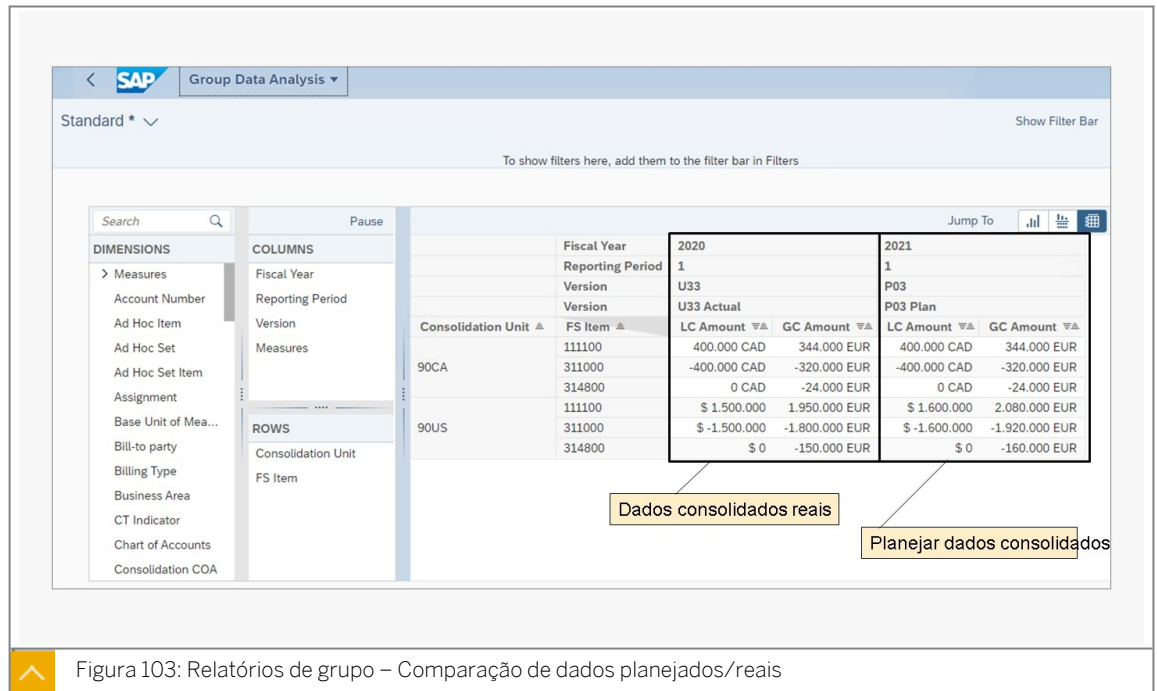 SAP Group Data Analysis
Standard * Show Filter Bar
To show filters here, add them to the filter bar in Filters
Search Pause Jump To
DIMENSIONS COLUMNS Fiscal Year 2020 2021
Measures Fiscal Year Reporting Period 1 1
Account Number Reporting Period Version U33 P03
Ad Hoc Item Version Version U33 Actual P03 Plan
Ad Hoc Set Measures Consolidation Unit FS Item LC Amount GC Amount LC Amount GC Amount
Ad Hoc Set Item 90CA 111100 400.000 CAD 344.000 EUR 400.000 CAD 344.000 EUR
311000 -400.000 CAD -320.000 EUR -400.000 CAD -320.000 EUR
Assignment 314800 0 CAD -24.000 EUR 0 CAD -24.000 EUR
Base Unit of Mea... ROWS 90US 111100 $ 1.500.000 1.950.000 EUR $ 1.600.000 2.080.000 EUR
311000 $ -1.500.000 -1.800.000 EUR $ -1.600.000 -1.920.000 EUR
Bill-to party Consolidation Unit 314800 $ 0 -150.000 EUR $ 0 -160.000 EUR
Billing Type FS Item
Business Area
CT Indicator Dados consolidados reais
Chart of Accounts Planejar dados consolidados
Consolidation COA
Figura 103: Relatórios de grupo – Comparação de dados planejados/reais